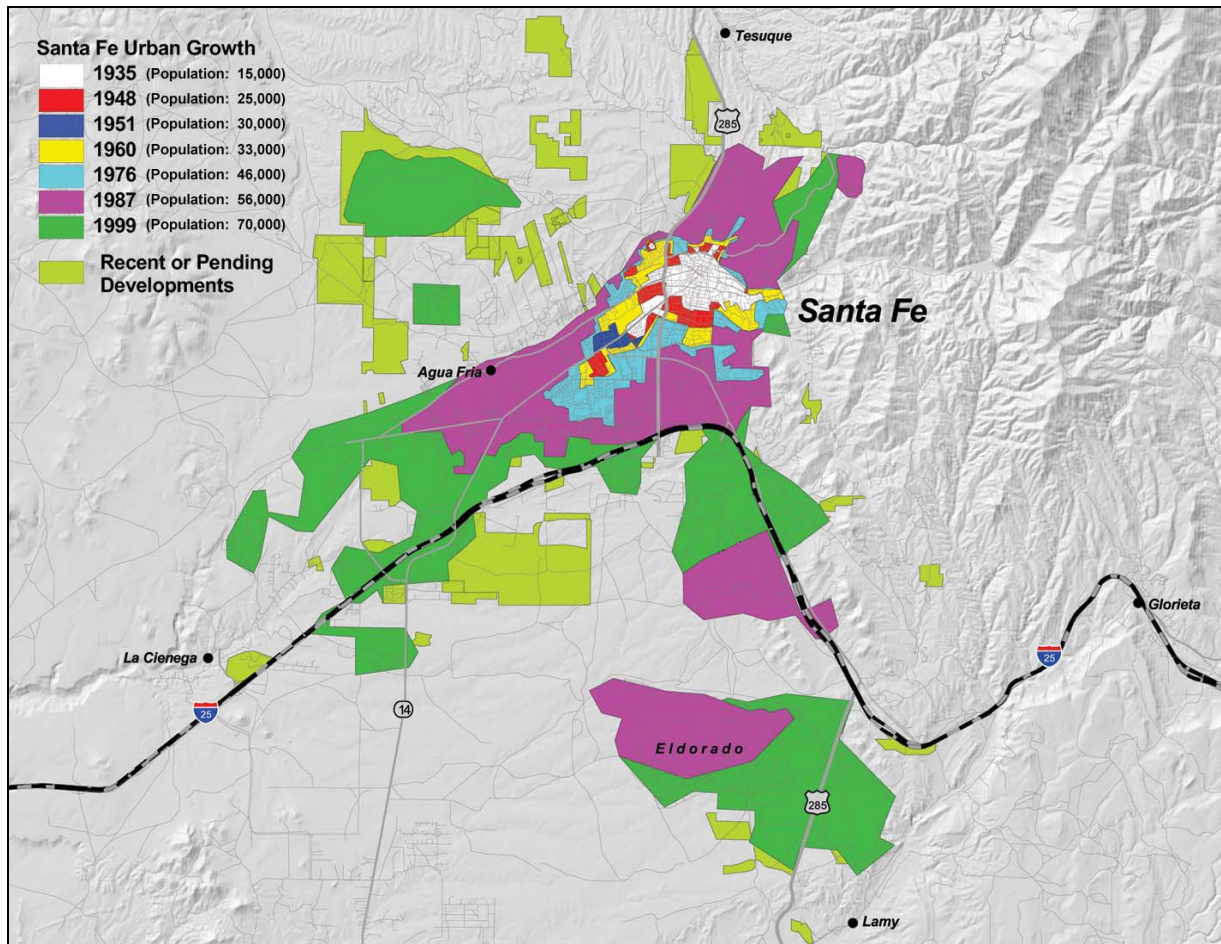 Santa Fe Urban Growth
1935 (Population: 15,000)
1948 (Population: 25,000)
1951 (Population: 30,000)
1960 (Population: 33,000)
1976 (Population: 46,000)
1987 (Population: 56,000)
1999 (Population: 70,000)
Recent or Pending
Developments
Tesuque
285
Santa Fe
Agua Fria
Glorieta
La Cienega
25
25
14
Eldorado
285
Lamy